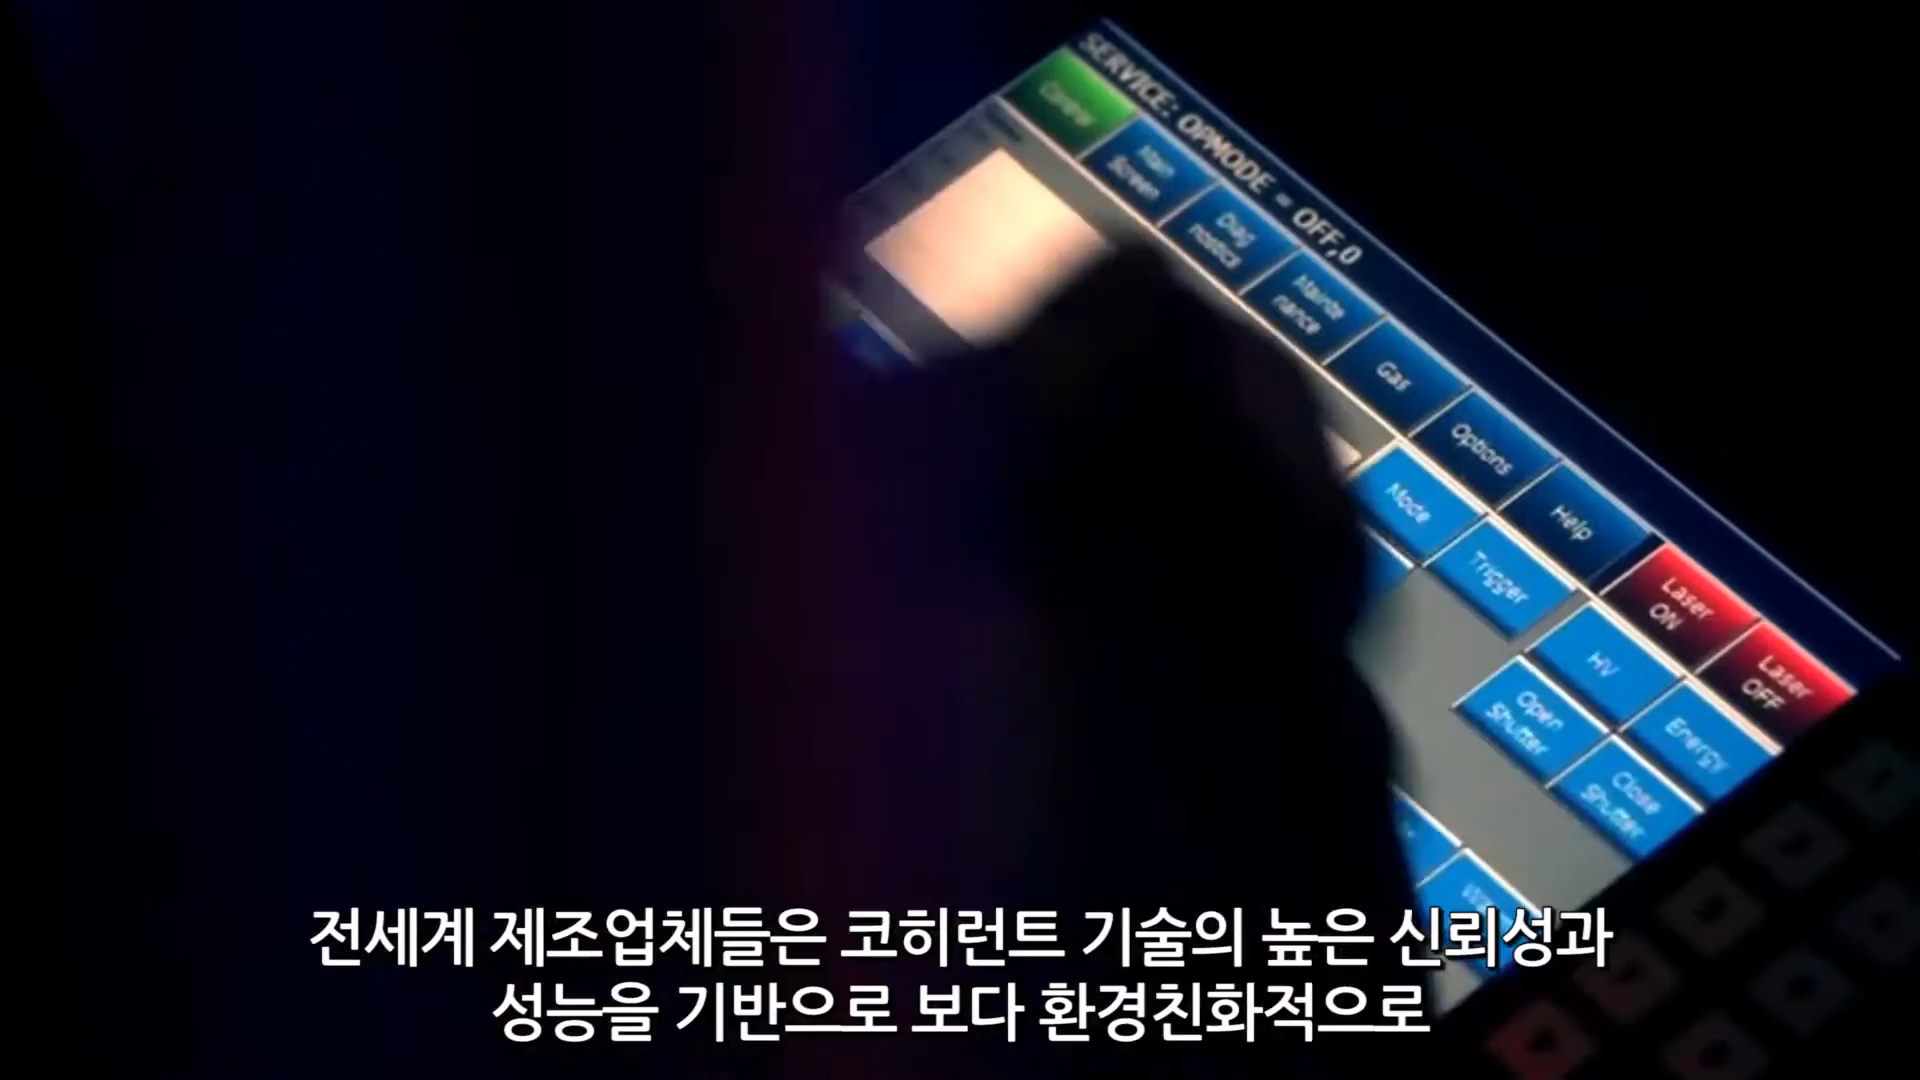 SERVICE: OPMODE = OFF,0
Control
Main
Screen
Diag
nostics
Mainte
nance
Gas
Options
Help
Laser
ON
Laser
OFF
Mode
Trigger
HV
Energy
Open
Shutter
Close
Shutter
전세계 제조업체들은 코히런트 기술의 높은 신뢰성과
성능을 기반으로 보다 환경친화적으로